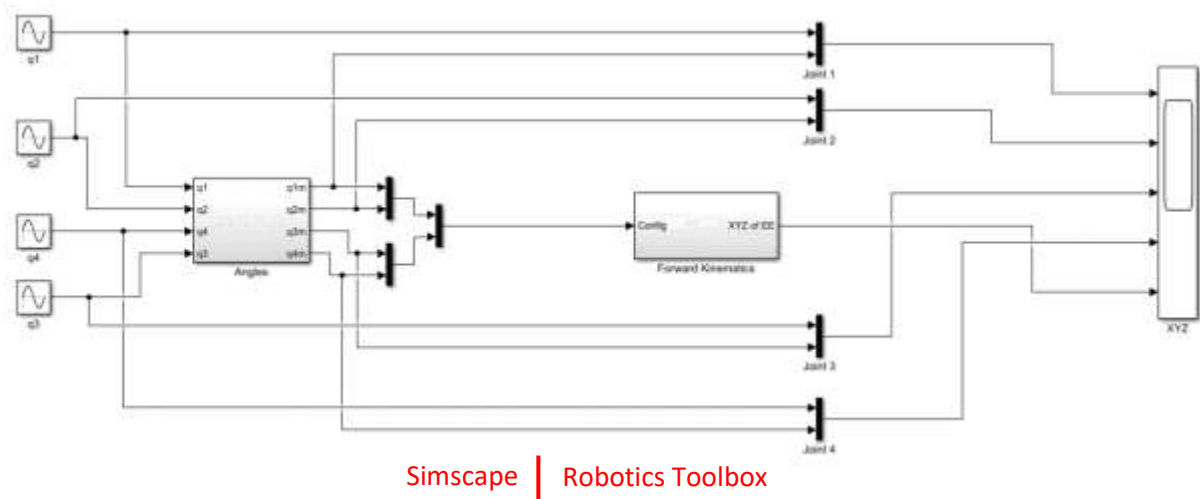 q1
Joint 1
q2
Joint 2
q1 q1m
q2 q2m
q4 q3m
q3 q4m
Config XYZ of EE
q4
Angles
Forward Kinematics
q3
XYZ
Joint 3
Joint 4
Simscape | Robotics Toolbox